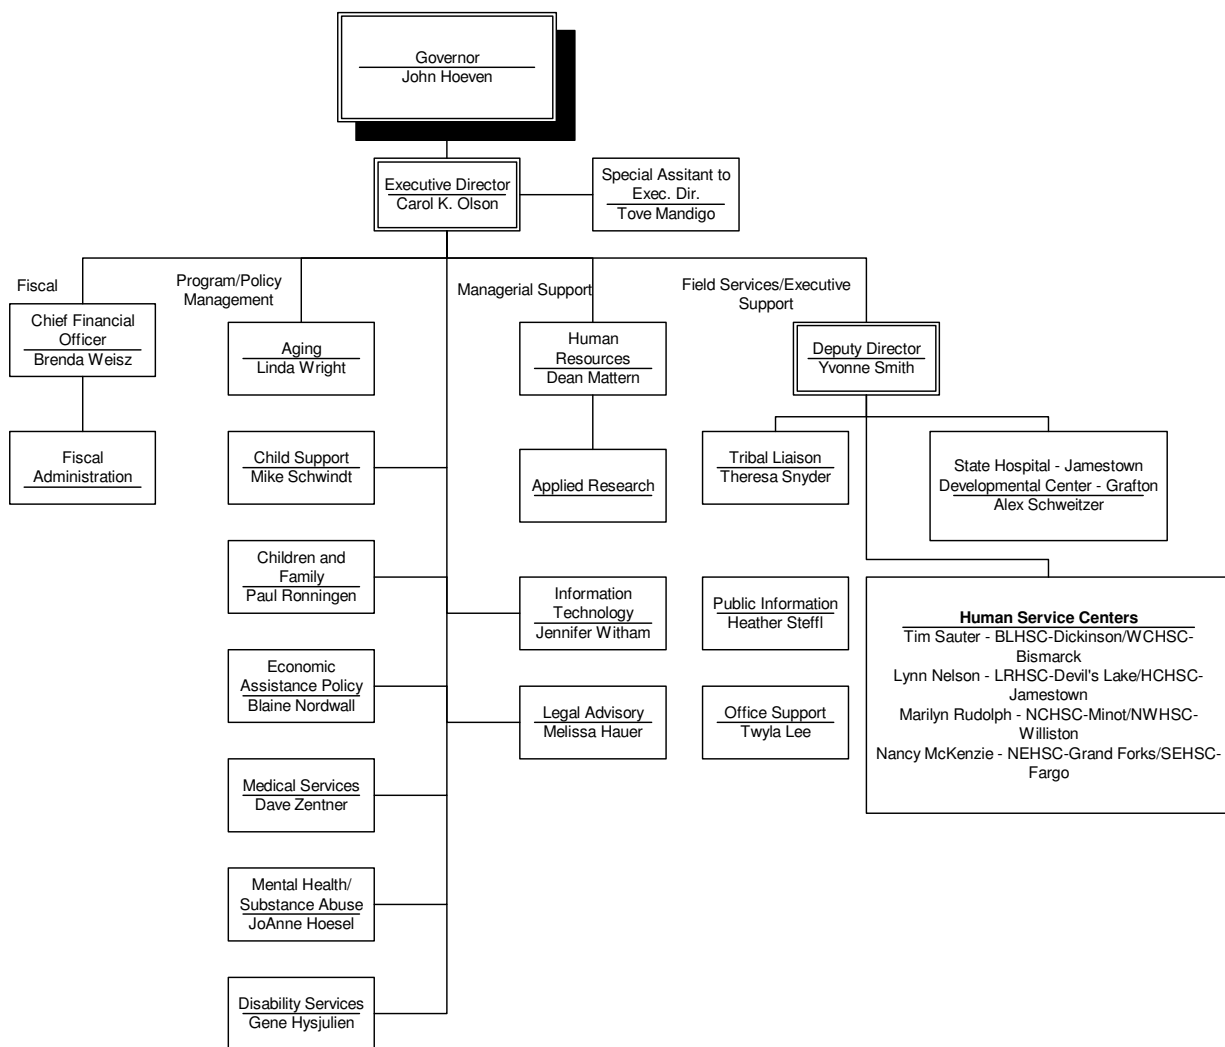 Governor
John Hoeven
Executive Director
Carol K. Olson
Special Assitant to
Exec. Dir.
Tove Mandigo
Fiscal
Chief Financial
Officer
Brenda Weisz
Fiscal
Administration
Program/Policy
Management
Aging
Linda Wright
Child Support
Mike Schwindt
Children and
Family
Paul Ronningen
Economic
Assistance Policy
Blaine Nordwall
Medical Services
Dave Zentner
Mental Health/
Substance Abuse
JoAnne Hoesel
Disability Services
Gene Hysjulien
Managerial Support
Human
Resources
Dean Mattern
Applied Research
Information
Technology
Jennifer Witham
Legal Advisory
Melissa Hauer
Field Services/Executive
Support
Deputy Director
Yvonne Smith
Tribal Liaison
Theresa Snyder
State Hospital - Jamestown
Developmental Center - Grafton
Alex Schweitzer
Public Information
Heather Steffl
Office Support
Twyla Lee
Human Service Centers
Tim Sauter - BLHSC-Dickinson/WCHSC-
Bismarck
Lynn Nelson - LRHSC-Devil's Lake/HCHSC-
Jamestown
Marilyn Rudolph - NCHSC-Minot/NWHSC-
Williston
Nancy McKenzie - NEHSC-Grand Forks/SEHSC-
Fargo